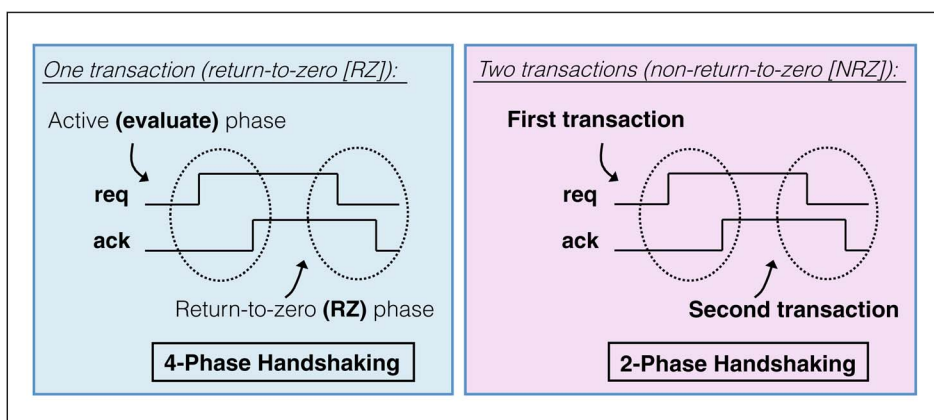 One transaction (return-to-zero [RZ]):
Active (evaluate) phase
req
ack
Return-to-zero (RZ) phase
4-Phase Handshaking
Two transactions (non-return-to-zero [NRZ]):
First transaction
req
ack
Second transaction
2-Phase Handshaking